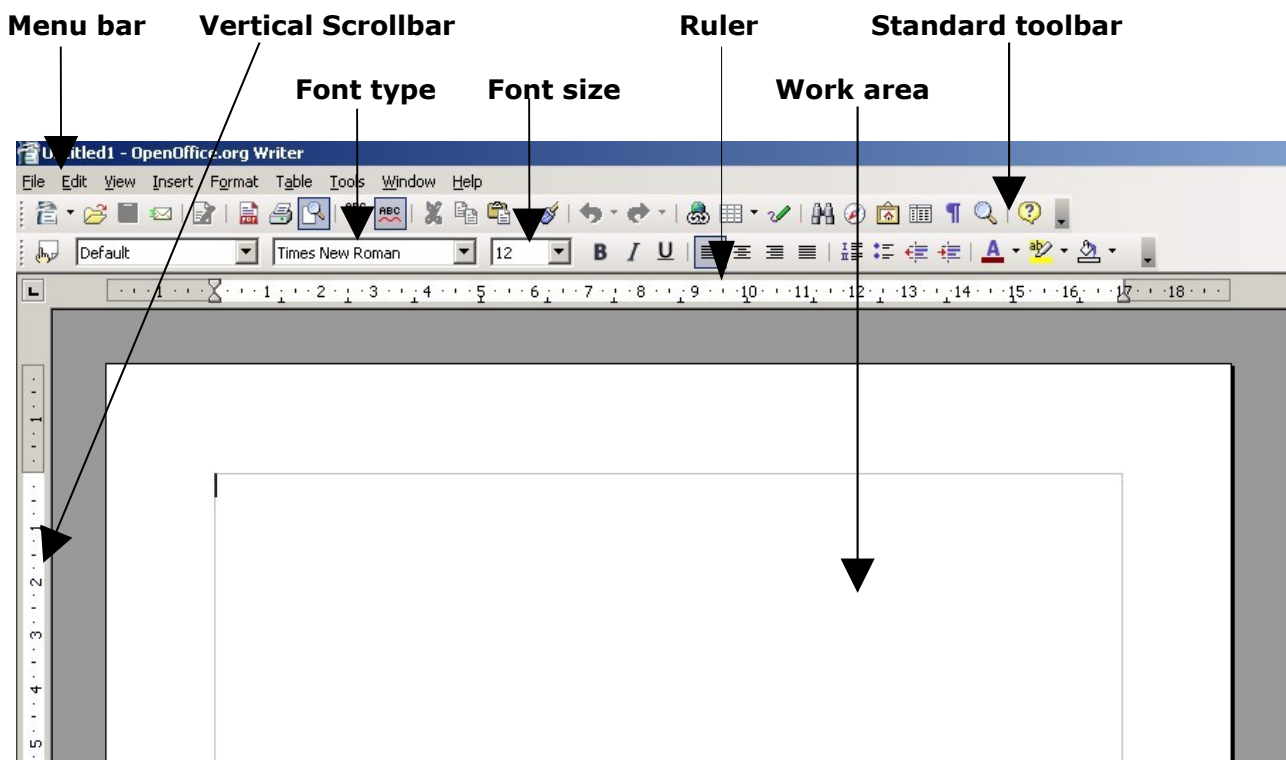 Menu bar Vertical Scrollbar Ruler Standard toolbar
Font type Font size Work area
Untitled1 - OpenOffice.org Writer
File Edit View Insert Format Table Tools Window Help
ABC
Default Times New Roman 12 B I U A ab
1 1 2 3 4 5 6 7 8 9 10 11 12 13 14 15 16 17 18
1
1
2
3
4
5